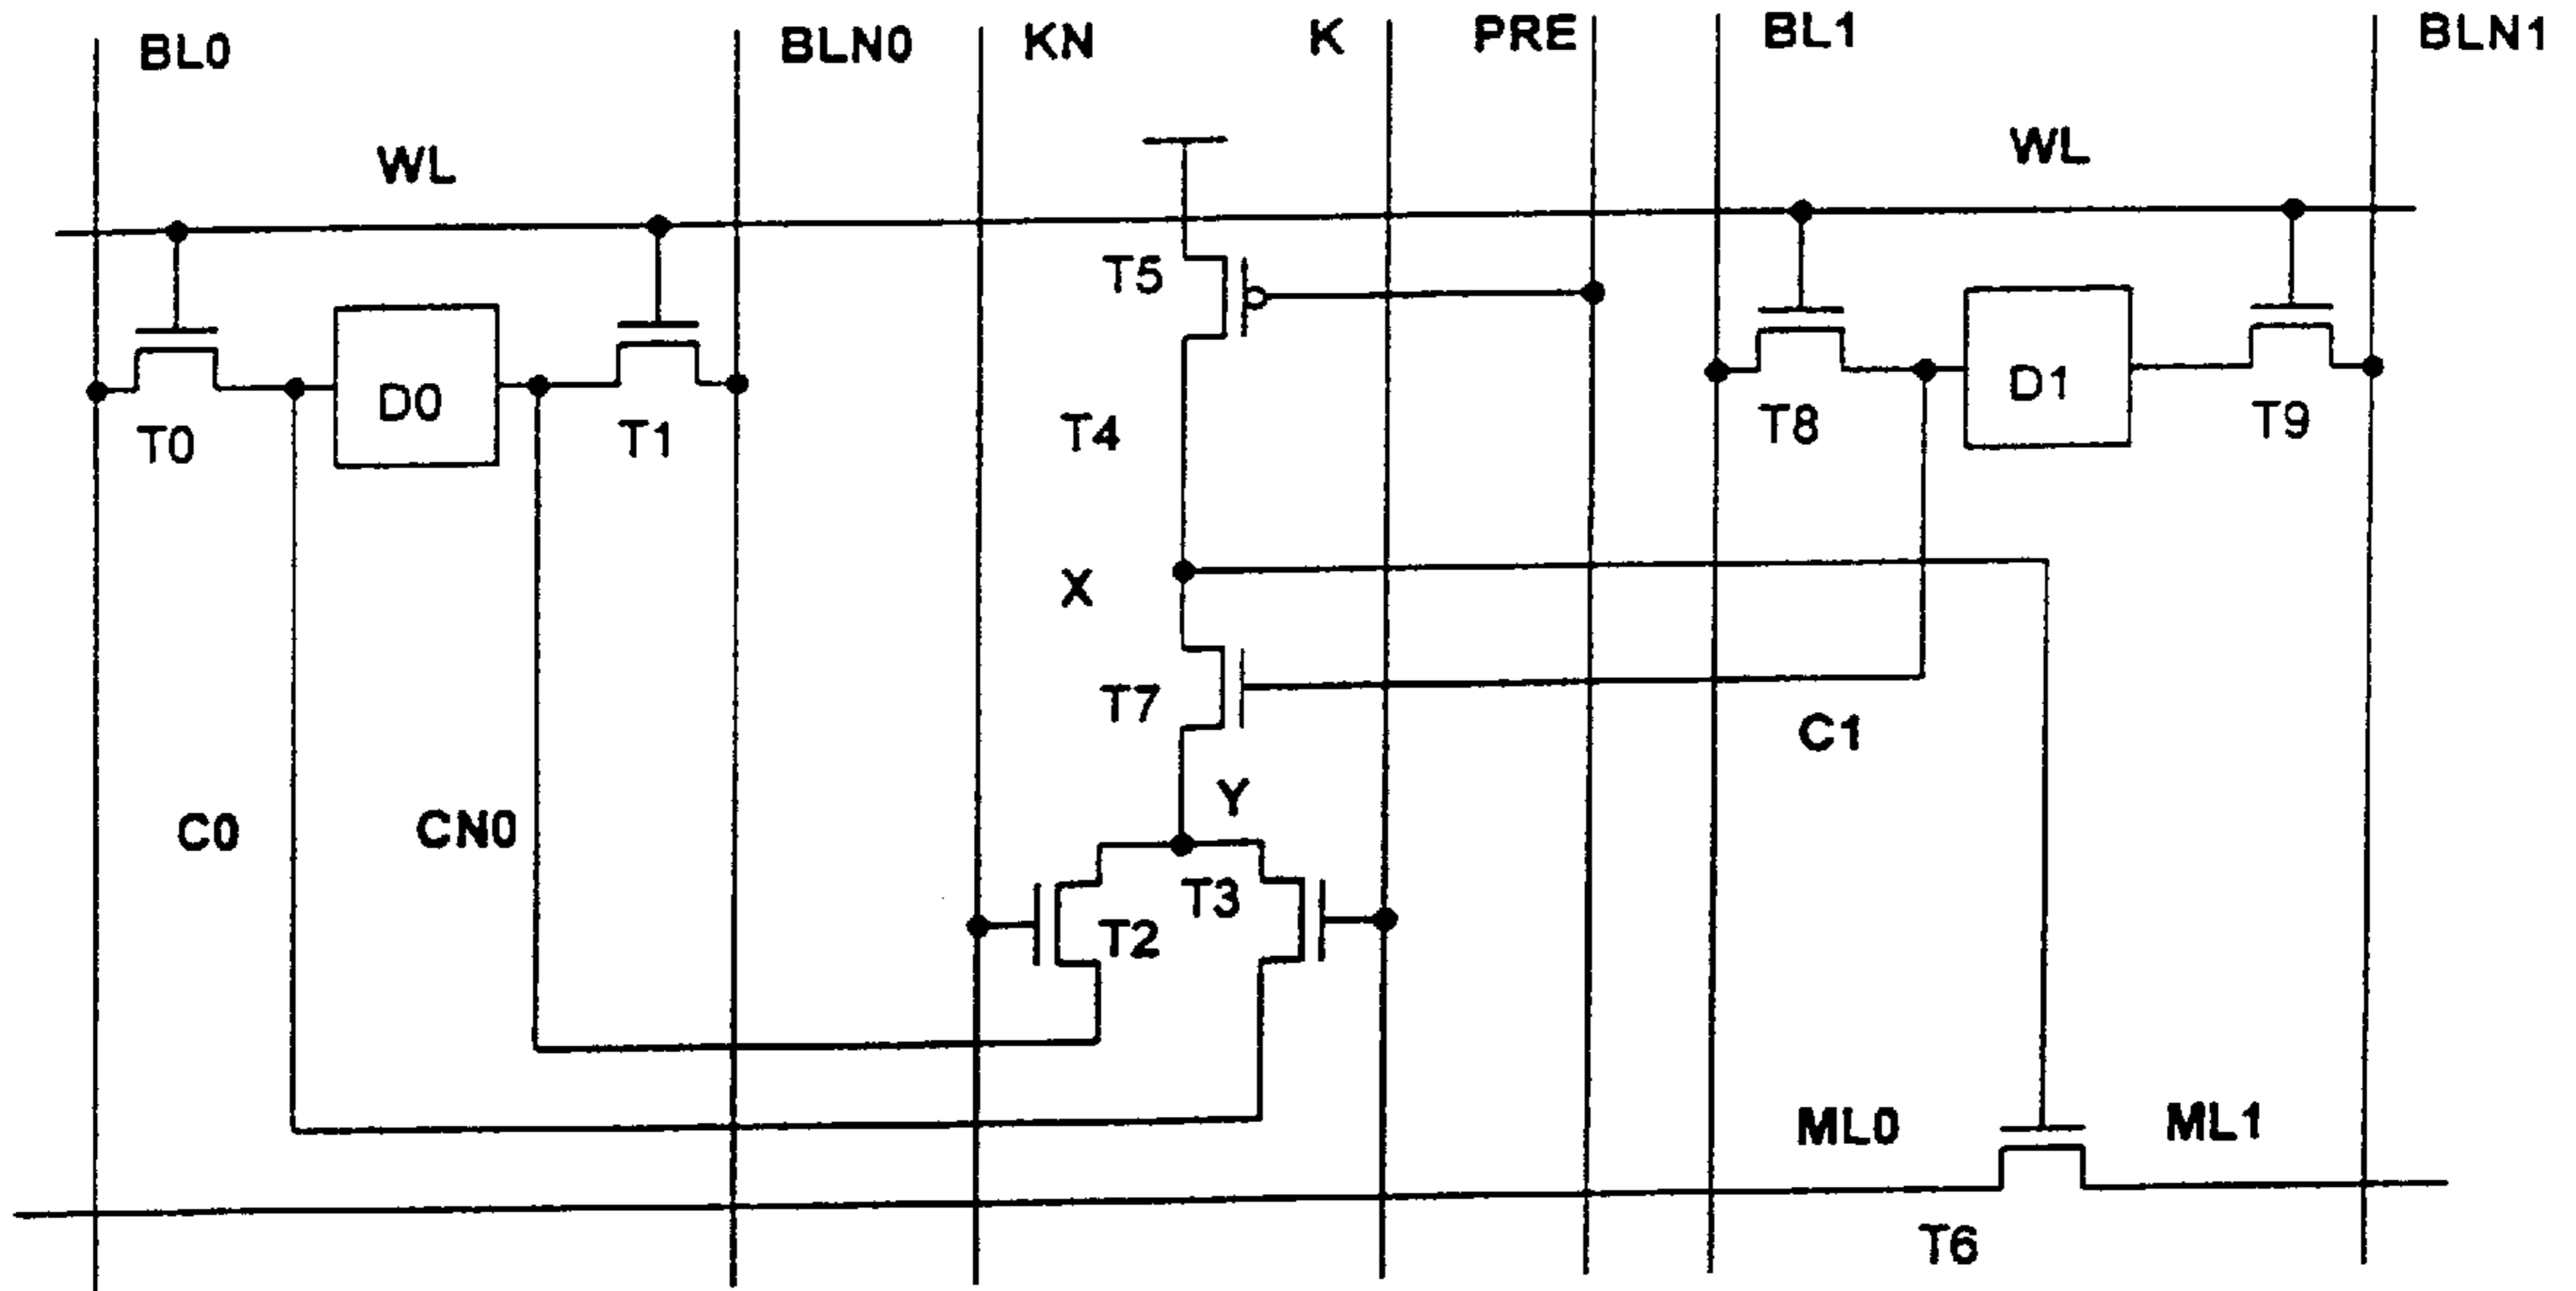 BL0 BLN0 KN K PRE BL1 BLN1
WL WL
T5
D0 D1
T0 T1 T4 T8 T9
X
T7 C1
Y
C0 CN0
T3
T2
ML0 ML1
T6